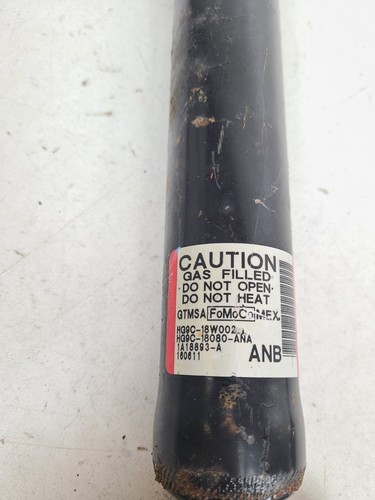 CAUTION
GAS FILLED
DO NOT OPEN
DO NOT HEAT
GTMSA FoMoCo MEX.
HG9C-18W002
HG9C-18080-ANA
1A18893-A
160611
ANB